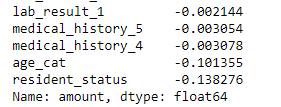 lab_result_1 -0.002144
medical_history_5 -0.003054
medical_history_4 -0.003078
age_cat -0.101355
resident_status -0.138276
Name: amount, dtype: float64